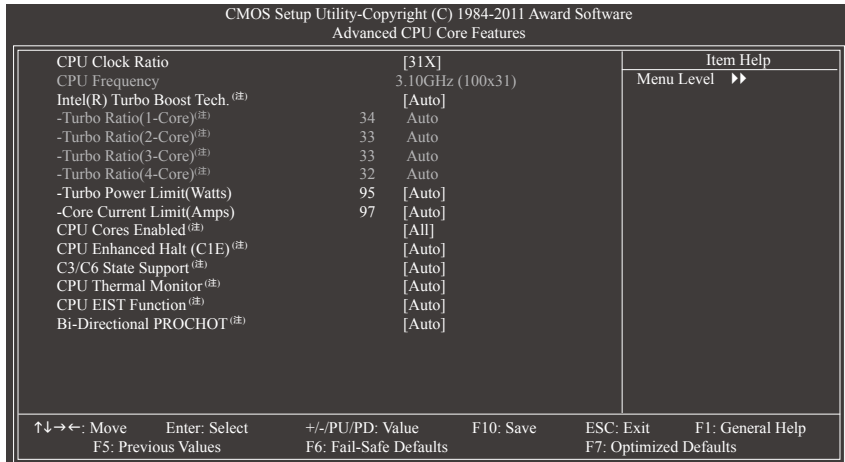 CMOS Setup Utility-Copyright (C) 1984-2011 Award Software
Advanced CPU Core Features
CPU Clock Ratio [31X]
CPU Frequency 3.10GHz (100x31)
Intel(R) Turbo Boost Tech. (注) [Auto]
-Turbo Ratio(1-Core)(注) 34 Auto
-Turbo Ratio(2-Core)(注) 33 Auto
-Turbo Ratio(3-Core)(注) 33 Auto
-Turbo Ratio(4-Core)(注) 32 Auto
-Turbo Power Limit(Watts) 95 [Auto]
-Core Current Limit(Amps) 97 [Auto]
CPU Cores Enabled (注) [All]
CPU Enhanced Halt (C1E) (注) [Auto]
C3/C6 State Support (注) [Auto]
CPU Thermal Monitor (注) [Auto]
CPU EIST Function (注) [Auto]
Bi-Directional PROCHOT (注) [Auto]
Item Help
Menu Level ▶▶
↑↓→←: Move Enter: Select +/-/PU/PD: Value F10: Save ESC: Exit F1: General Help
F5: Previous Values F6: Fail-Safe Defaults F7: Optimized Defaults